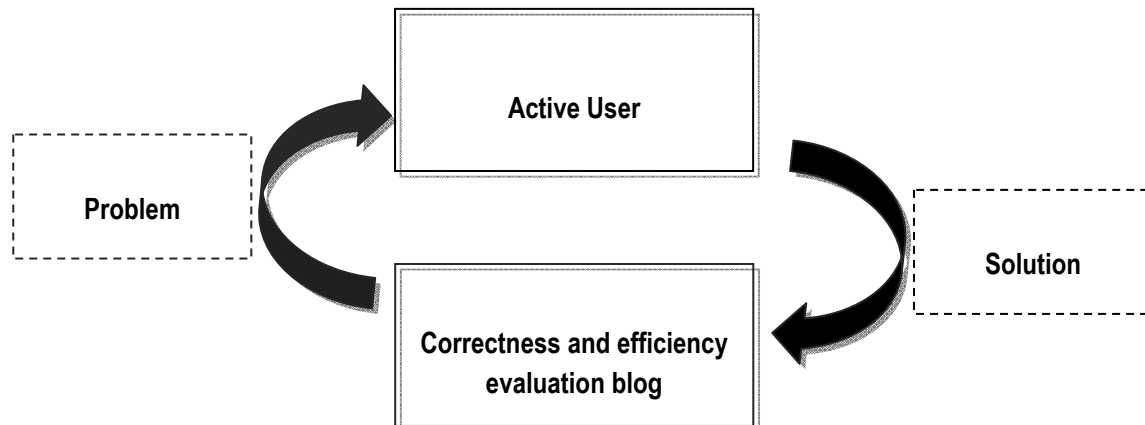 Active User
Problem
Solution
Correctness and efficiency
evaluation blog